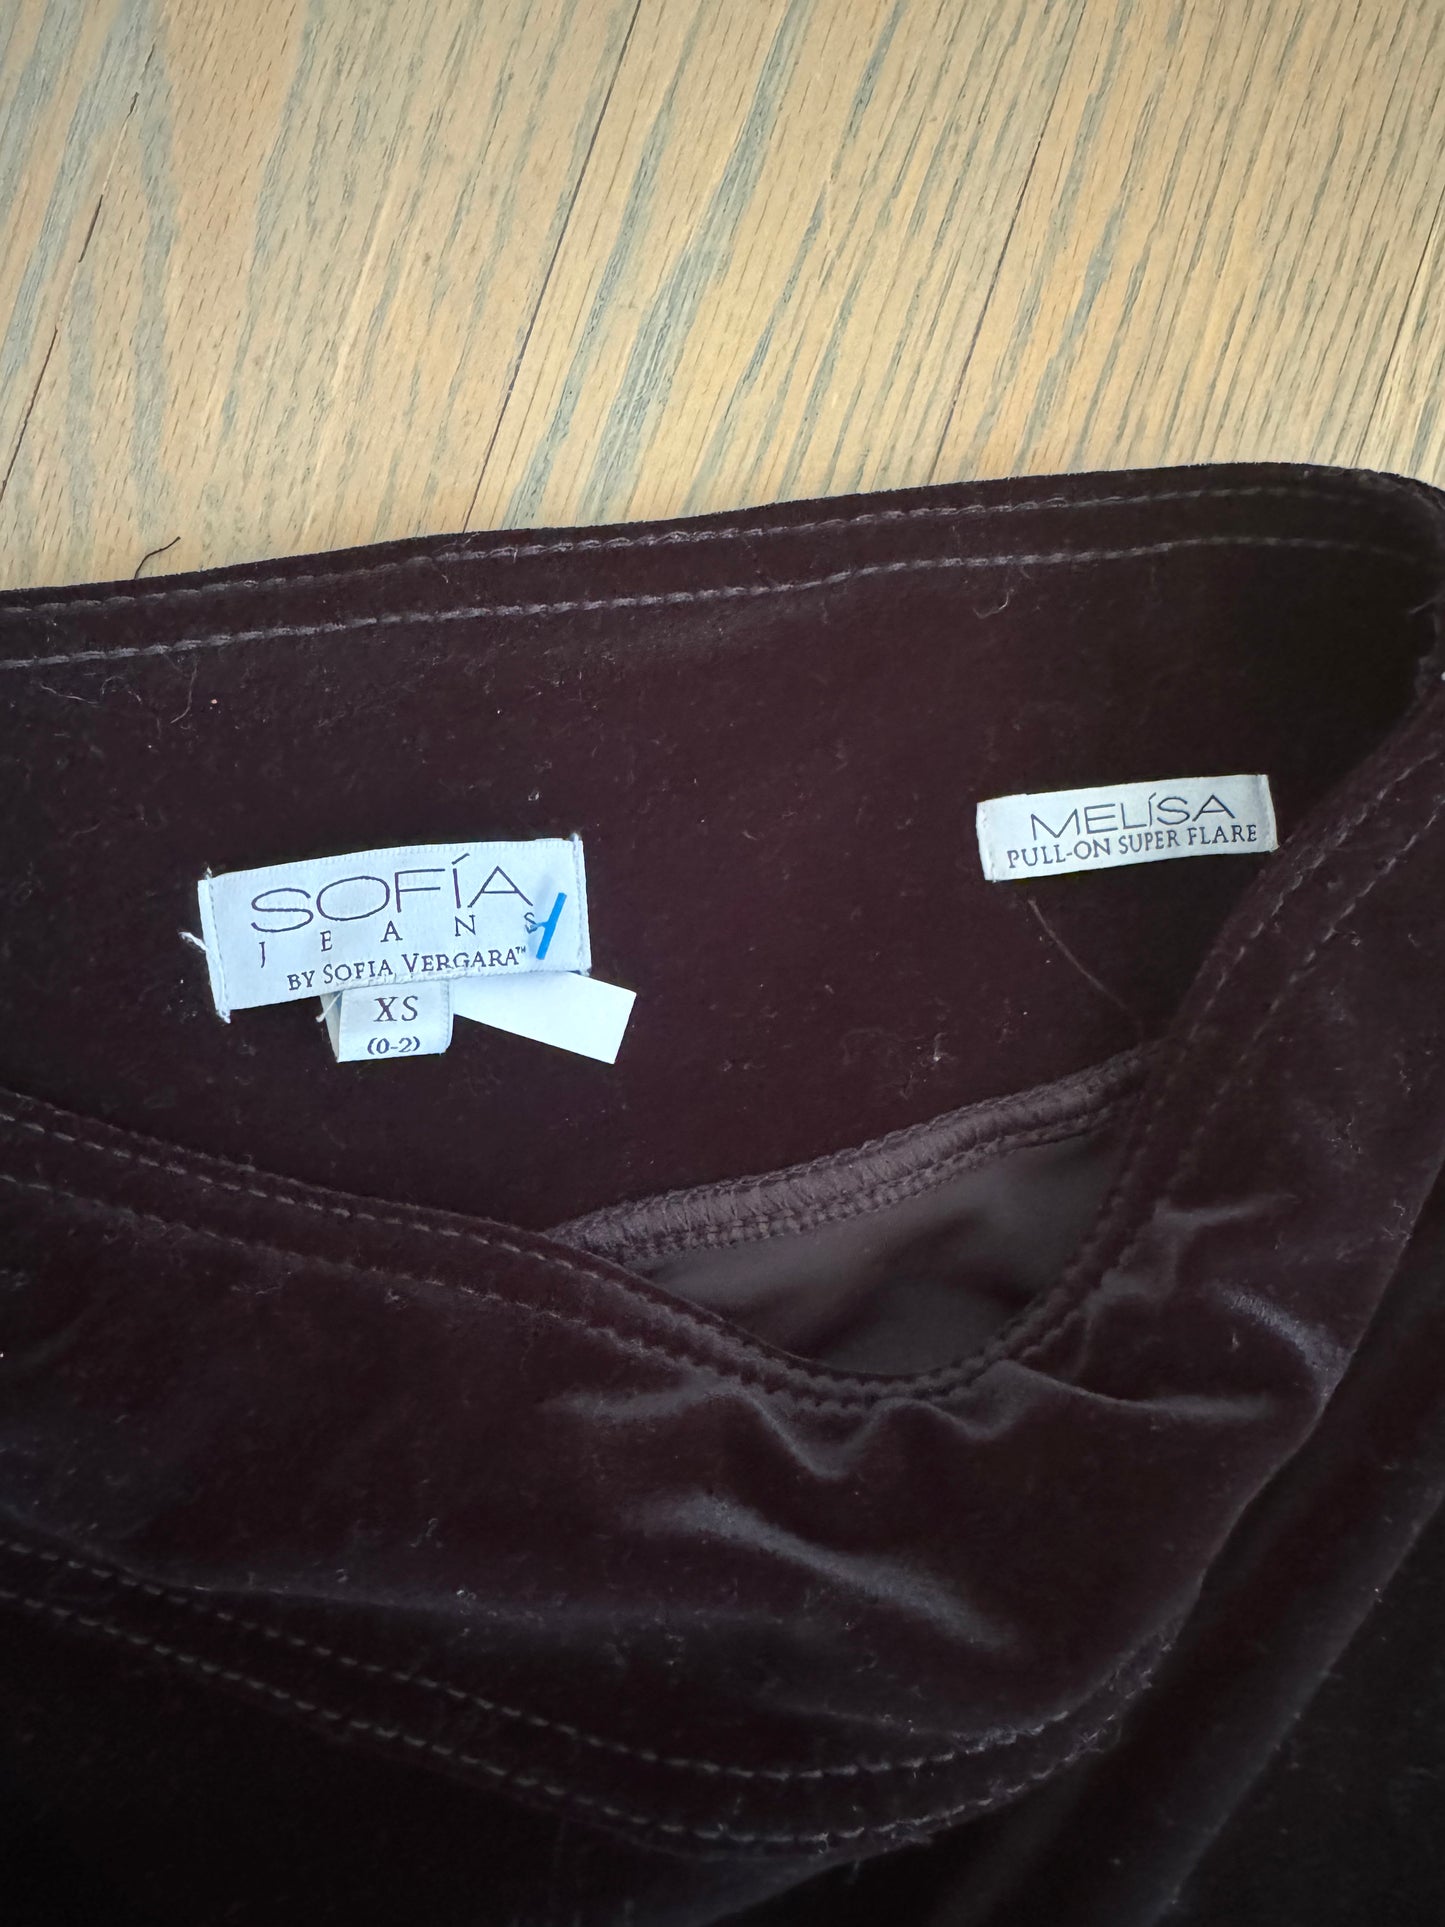 SOFÍA
JEANS
BY SOFIA VERGARA™
XS
(0-2)
MELÍSA
PULL-ON SUPER FLARE